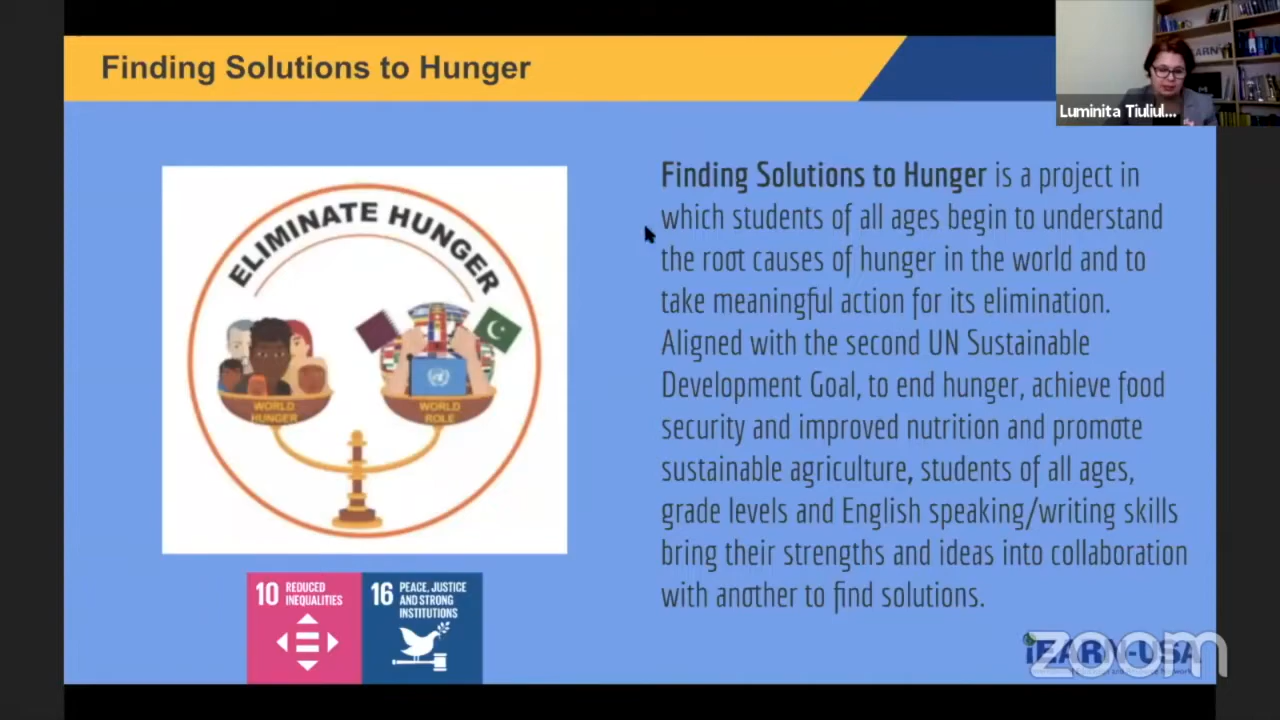 Finding Solutions to Hunger
Luminita Tiuliul...
ELIMINATE HUNGER
WORLD
HUNGER
WORLD
ROLE
Finding Solutions to Hunger is a project in
which students of all ages begin to understand
the root causes of hunger in the world and to
take meaningful action for its elimination.
Aligned with the second UN Sustainable
Development Goal, to end hunger, achieve food
security and improved nutrition and promote
sustainable agriculture, students of all ages,
grade levels and English speaking/writing skills
bring their strengths and ideas into collaboration
with another to find solutions.
10 REDUCED
INEQUALITIES
16 PEACE, JUSTICE
AND STRONG
INSTITUTIONS
iEARN-USA
zoom